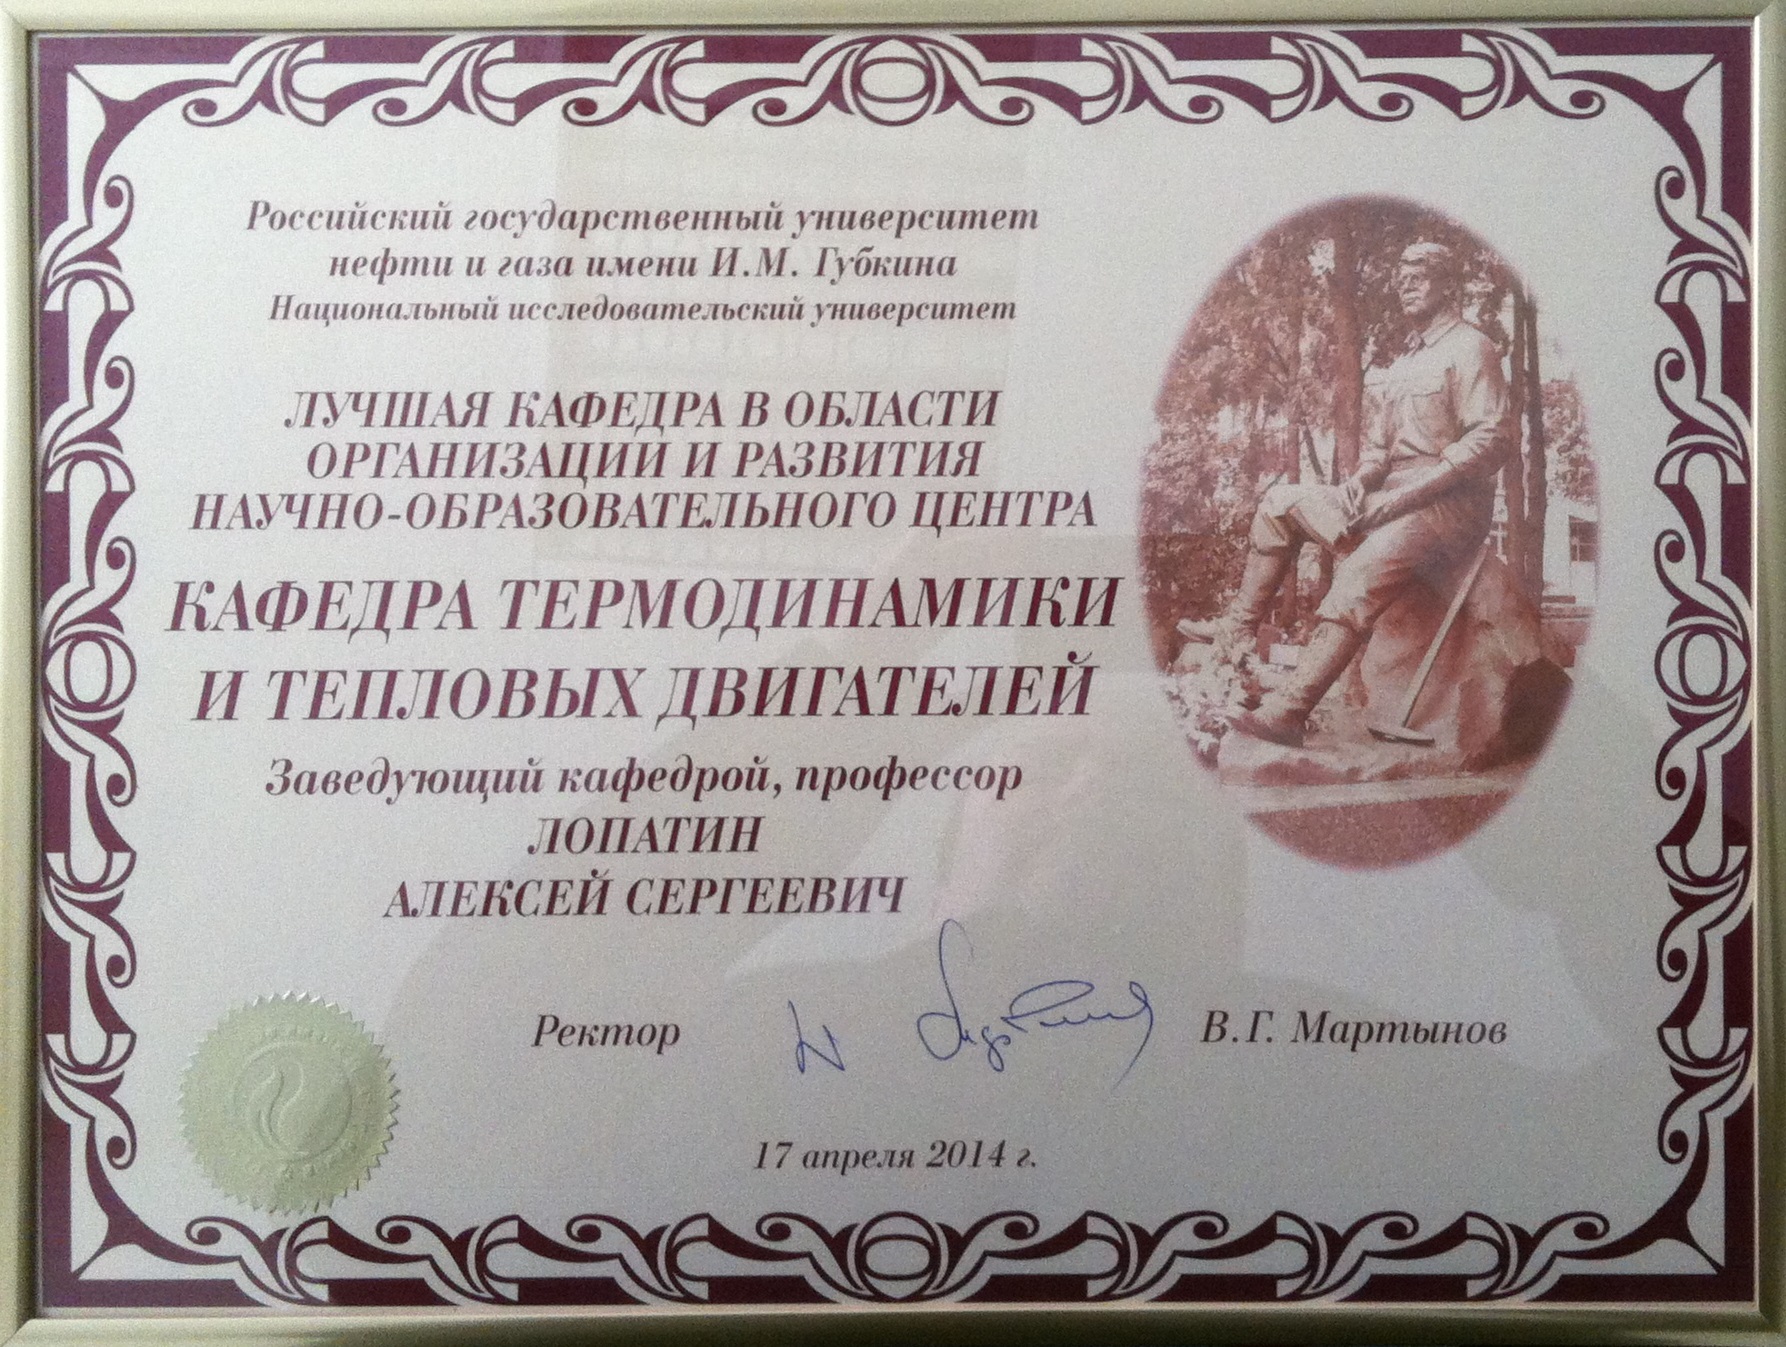 Российский государственный университет
нефти и газа имени И.М. Губкина
Национальный исследовательский университет
ЛУЧШАЯ КАФЕДРА В ОБЛАСТИ
ОРГАНИЗАЦИИ И РАЗВИТИЯ
НАУЧНО-ОБРАЗОВАТЕЛЬНОГО ЦЕНТРА
КАФЕДРА ТЕРМОДИНАМИКИ
И ТЕПЛОВЫХ ДВИГАТЕЛЕЙ
Заведующий кафедрой, профессор
ЛОПАТИН
АЛЕКСЕЙ СЕРГЕЕВИЧ
Ректор В.Г. Мартынов
17 апреля 2014 г.